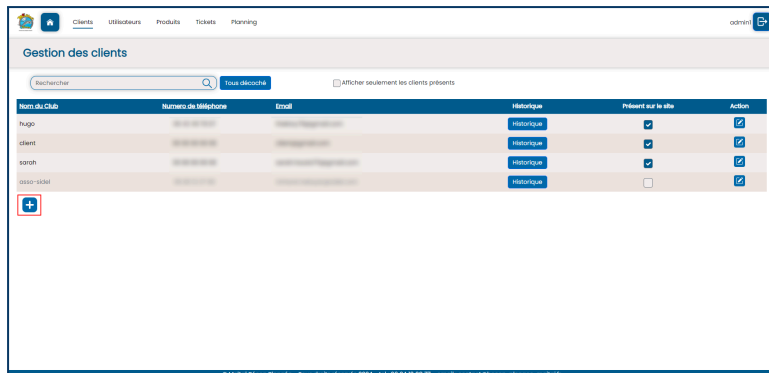 Clients Utilisateurs Produits Tickets Planning admin1
Gestion des clients
Rechercher Tous décoché Afficher seulement les clients présents
Nom du Club Numero de téléphone Email Historique Présent sur le site Action
hugo Historique
client Historique
sarah Historique
asso-sidel Historique